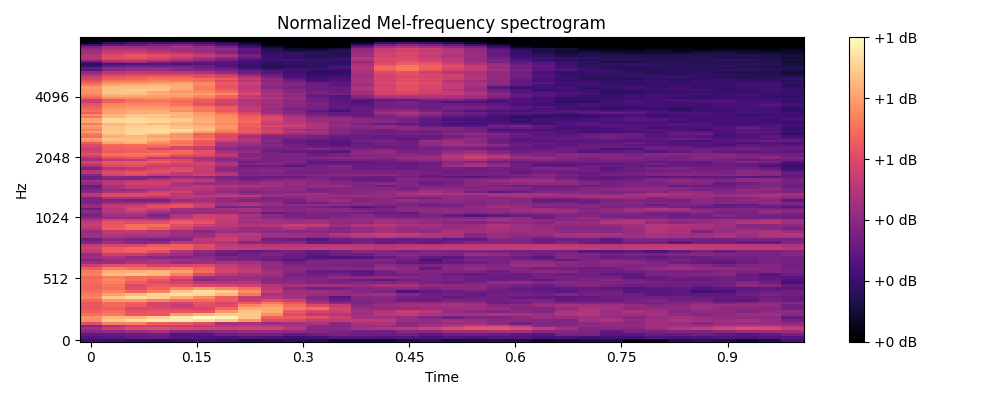 Normalized Mel-frequency spectrogram
Hz
4096
2048
1024
512
0
0 0.15 0.3 0.45 0.6 0.75 0.9
Time
+1 dB
+1 dB
+1 dB
+0 dB
+0 dB
+0 dB